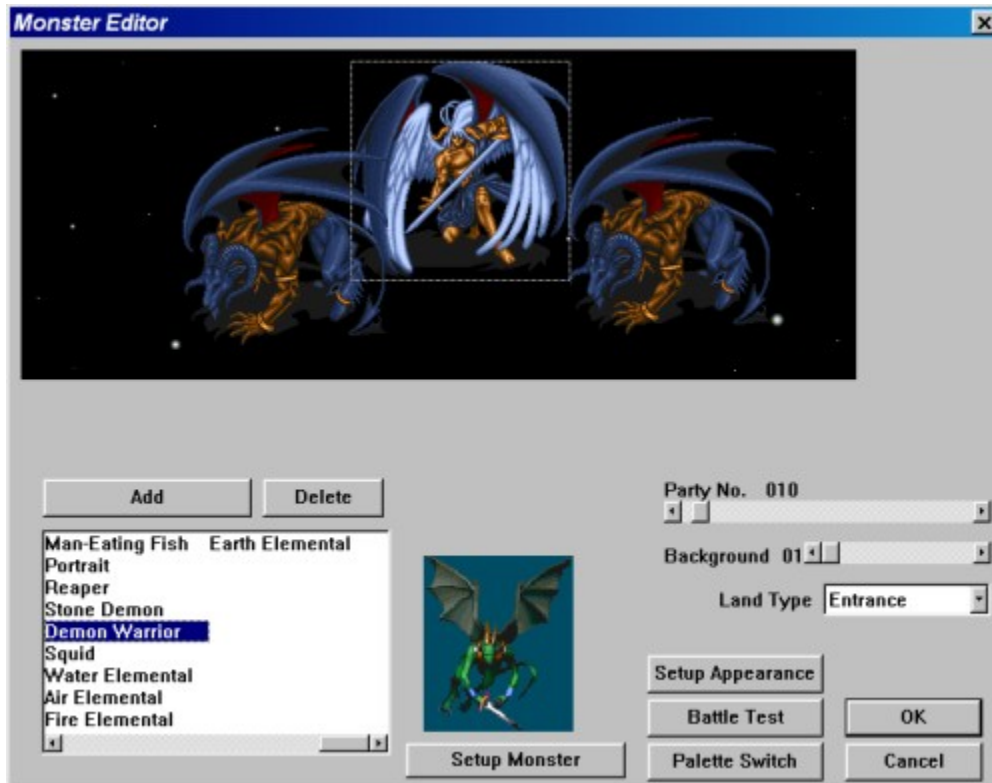 Monster Editor
Add
Delete
Man-Eating Fish Earth Elemental
Portrait
Reaper
Stone Demon
Demon Warrior
Squid
Water Elemental
Air Elemental
Fire Elemental
Setup Monster
Party No. 010
Background 01
Land Type Entrance
Setup Appearance
Battle Test
OK
Palette Switch
Cancel